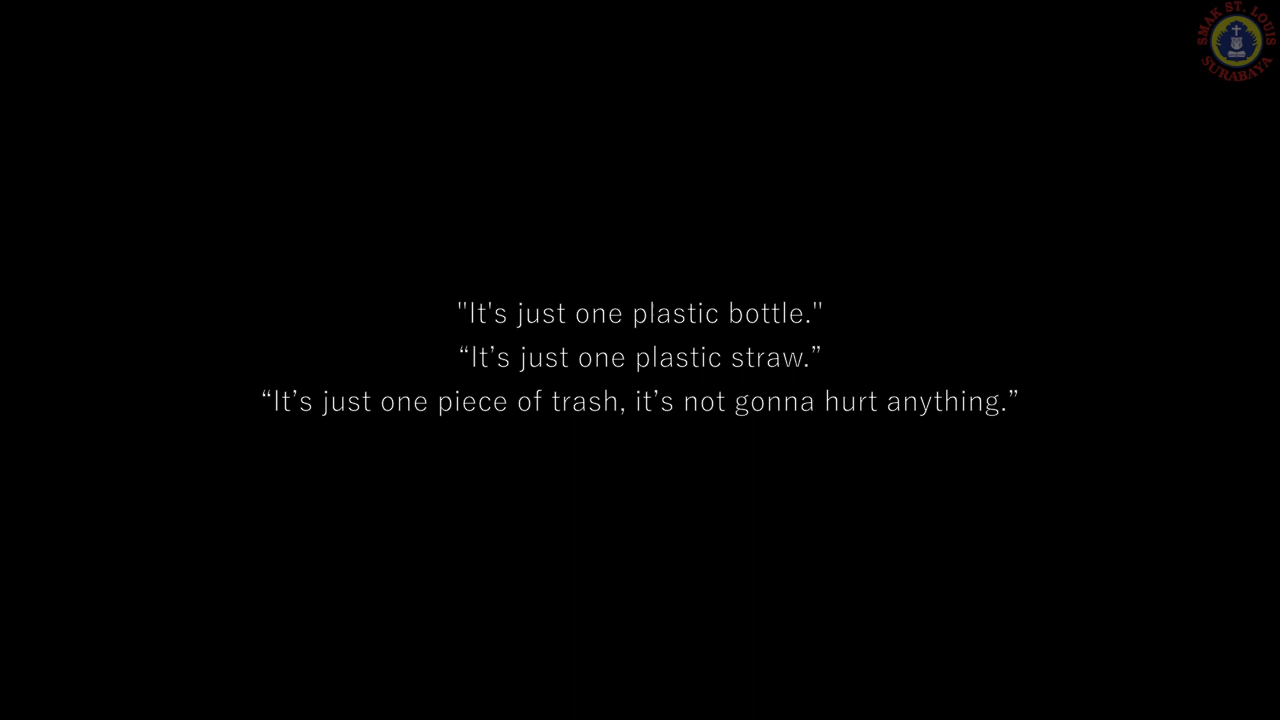 SMAK ST. LOUIS
SURABAYA
"It's just one plastic bottle."
“It’s just one plastic straw.”
“It’s just one piece of trash, it’s not gonna hurt anything.”